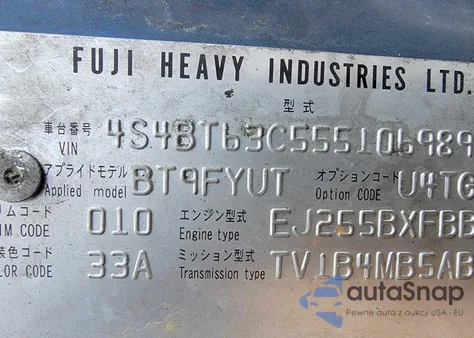 FUJI HEAVY INDUSTRIES LTD.
型式
車台番号 VIN 4S4BT63C555106989
アプライドモデル Applied model BT9FYUT オプションコード Option CODE U4TG
リムコード IM CODE 010 エンジン型式 Engine type EJ255BXFBB
装色コード LOR CODE 33A ミッション型式 Transmission type TV1B4MB5AB
autoSnap
Pewne auta z aukcji USA i EU